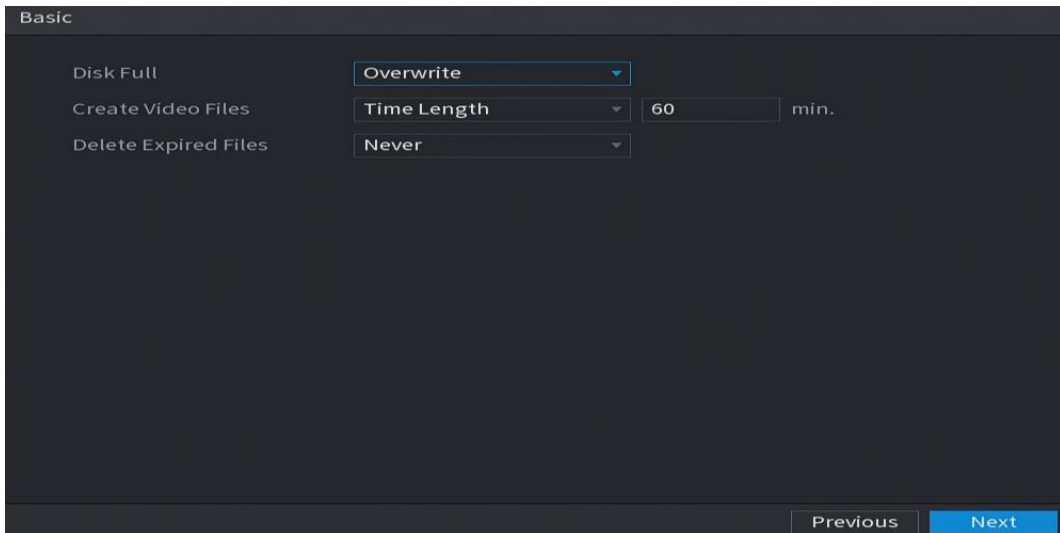 Basic
Disk Full Overwrite
Create Video Files Time Length 60 min.
Delete Expired Files Never
Previous Next